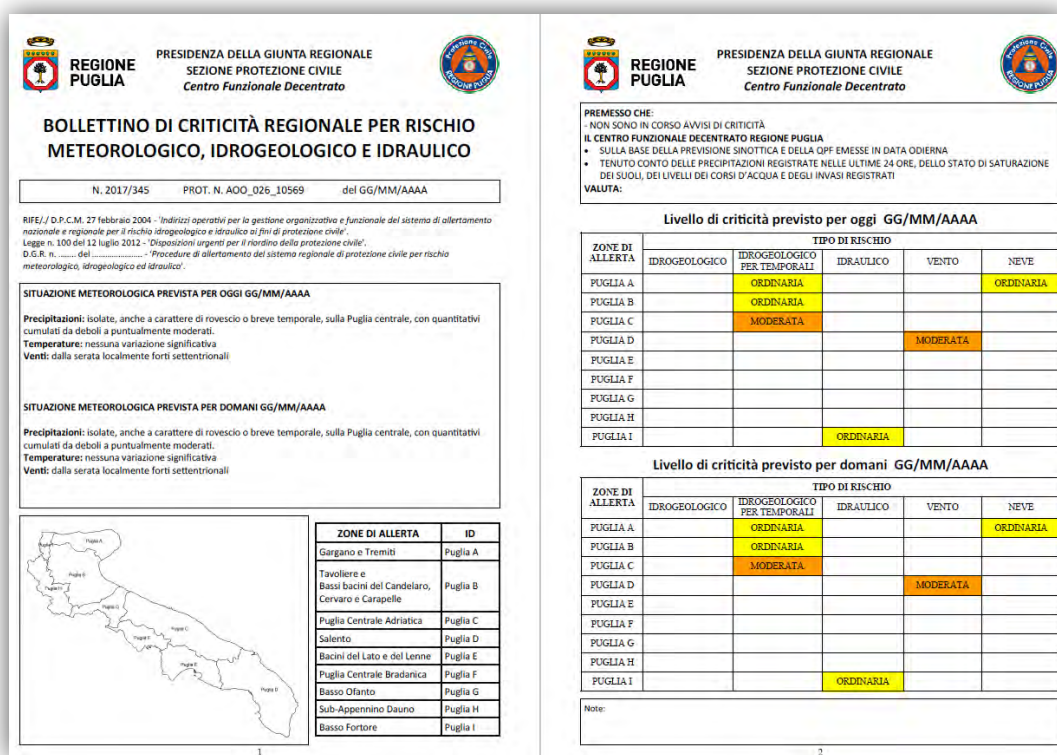 REGIONE
PUGLIA
PRESIDENZA DELLA GIUNTA REGIONALE
SEZIONE PROTEZIONE CIVILE
Centro Funzionale Decentrato
BOLLETTINO DI CRITICITÀ REGIONALE PER RISCHIO
METEOROLOGICO, IDROGEOLOGICO E IDRAULICO
N. 2017/345 PROT. N. AOO_026_10569 del GG/MM/AAAA
RIFE/./ D.P.C.M. 27 febbraio 2004 - 'Indirizzi operativi per la gestione organizzativa e funzionale del sistema di allertamento
nazionale e regionale per il rischio idrogeologico e idraulico ai fini di protezione civile'.
Legge n. 100 del 12 luglio 2012 - 'Disposizioni urgenti per il riordino della protezione civile'.
D.G.R. n. ........ del ...................... - 'Procedure di allertamento del sistema regionale di protezione civile per rischio
meteorologico, idrogeologico ed idraulico'.
SITUAZIONE METEOROLOGICA PREVISTA PER OGGI GG/MM/AAAA
Precipitazioni: isolate, anche a carattere di rovescio o breve temporale, sulla Puglia centrale, con quantitativi
cumulati da deboli a puntualmente moderati.
Temperature: nessuna variazione significativa
Venti: dalla serata localmente forti settentrionali
SITUAZIONE METEOROLOGICA PREVISTA PER DOMANI GG/MM/AAAA
Precipitazioni: isolate, anche a carattere di rovescio o breve temporale, sulla Puglia centrale, con quantitativi
cumulati da deboli a puntualmente moderati.
Temperature: nessuna variazione significativa
Venti: dalla serata localmente forti settentrionali
Puglia A
Puglia B
Puglia H
Puglia G
Puglia C
Puglia F
Puglia E
Puglia D
ZONE DI ALLERTA ID
Gargano e Tremiti Puglia A
Tavoliere e
Bassi bacini del Candelaro, Puglia B
Cervaro e Carapelle
Puglia Centrale Adriatica Puglia C
Salento Puglia D
Bacini del Lato e del Lenne Puglia E
Puglia Centrale Bradanica Puglia F
Basso Ofanto Puglia G
Sub-Appennino Dauno Puglia H
Basso Fortore Puglia I
1
REGIONE
PUGLIA
PRESIDENZA DELLA GIUNTA REGIONALE
SEZIONE PROTEZIONE CIVILE
Centro Funzionale Decentrato
PREMESSO CHE:
- NON SONO IN CORSO AVVISI DI CRITICITÀ
IL CENTRO FUNZIONALE DECENTRATO REGIONE PUGLIA
• SULLA BASE DELLA PREVISIONE SINOTTICA E DELLA QPF EMESSE IN DATA ODIERNA
• TENUTO CONTO DELLE PRECIPITAZIONI REGISTRATE NELLE ULTIME 24 ORE, DELLO STATO DI SATURAZIONE
DEI SUOLI, DEI LIVELLI DEI CORSI D'ACQUA E DEGLI INVASI REGISTRATI
VALUTA:
Livello di criticità previsto per oggi GG/MM/AAAA
ZONE DI ALLERTA TIPO DI RISCHIO
IDROGEOLOGICO IDROGEOLOGICO PER TEMPORALI IDRAULICO VENTO NEVE
PUGLIA A ORDINARIA ORDINARIA
PUGLIA B ORDINARIA
PUGLIA C MODERATA
PUGLIA D MODERATA
PUGLIA E
PUGLIA F
PUGLIA G
PUGLIA H
PUGLIA I ORDINARIA
Livello di criticità previsto per domani GG/MM/AAAA
ZONE DI ALLERTA TIPO DI RISCHIO
IDROGEOLOGICO IDROGEOLOGICO PER TEMPORALI IDRAULICO VENTO NEVE
PUGLIA A ORDINARIA ORDINARIA
PUGLIA B ORDINARIA
PUGLIA C MODERATA
PUGLIA D MODERATA
PUGLIA E
PUGLIA F
PUGLIA G
PUGLIA H
PUGLIA I ORDINARIA
Note:
2